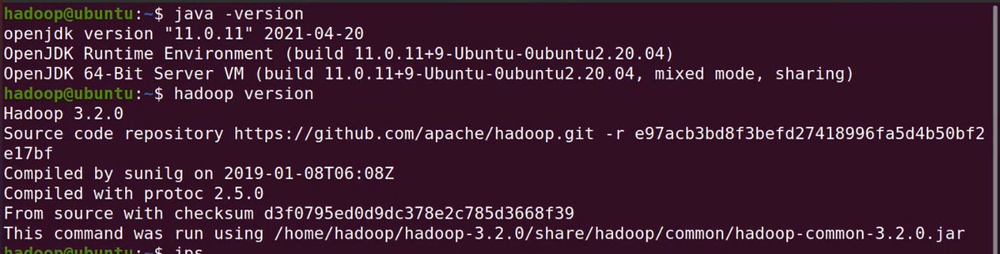 hadoop@ubuntu:~$ java -version
openjdk version "11.0.11" 2021-04-20
OpenJDK Runtime Environment (build 11.0.11+9-Ubuntu-0ubuntu2.20.04)
OpenJDK 64-Bit Server VM (build 11.0.11+9-Ubuntu-0ubuntu2.20.04, mixed mode, sharing)
hadoop@ubuntu:~$ hadoop version
Hadoop 3.2.0
Source code repository https://github.com/apache/hadoop.git -r e97acb3bd8f3befd27418996fa5d4b50bf2
e17bf
Compiled by sunilg on 2019-01-08T06:08Z
Compiled with protoc 2.5.0
From source with checksum d3f0795ed0d9dc378e2c785d3668f39
This command was run using /home/hadoop/hadoop-3.2.0/share/hadoop/common/hadoop-common-3.2.0.jar
hadoop@ubuntu:~$ jps